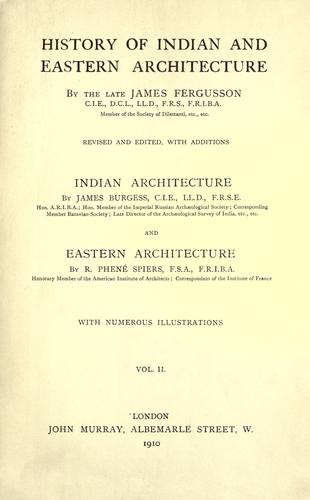 HISTORY OF INDIAN AND
EASTERN ARCHITECTURE
By the late JAMES FERGUSSON
C.I.E., D.C.L., LL.D., F.R.S., F.R.I.B.A.
Member of the Society of Dilettanti, etc., etc.
REVISED AND EDITED, WITH ADDITIONS
INDIAN ARCHITECTURE
By JAMES BURGESS, C.I.E., LL.D., F.R.S.E.
Hon. A.R.I.B.A.; Hon. Member of the Imperial Russian Archæological Society; Corresponding
Member Batavian Society; Late Director of the Archæological Survey of India, etc., etc.
AND
EASTERN ARCHITECTURE
By R. PHENÉ SPIERS, F.S.A., F.R.I.B.A.
Honorary Member of the American Institute of Architects; Correspondent of the Institute of France
WITH NUMEROUS ILLUSTRATIONS
VOL. II.
LONDON
JOHN MURRAY, ALBEMARLE STREET, W.
1910